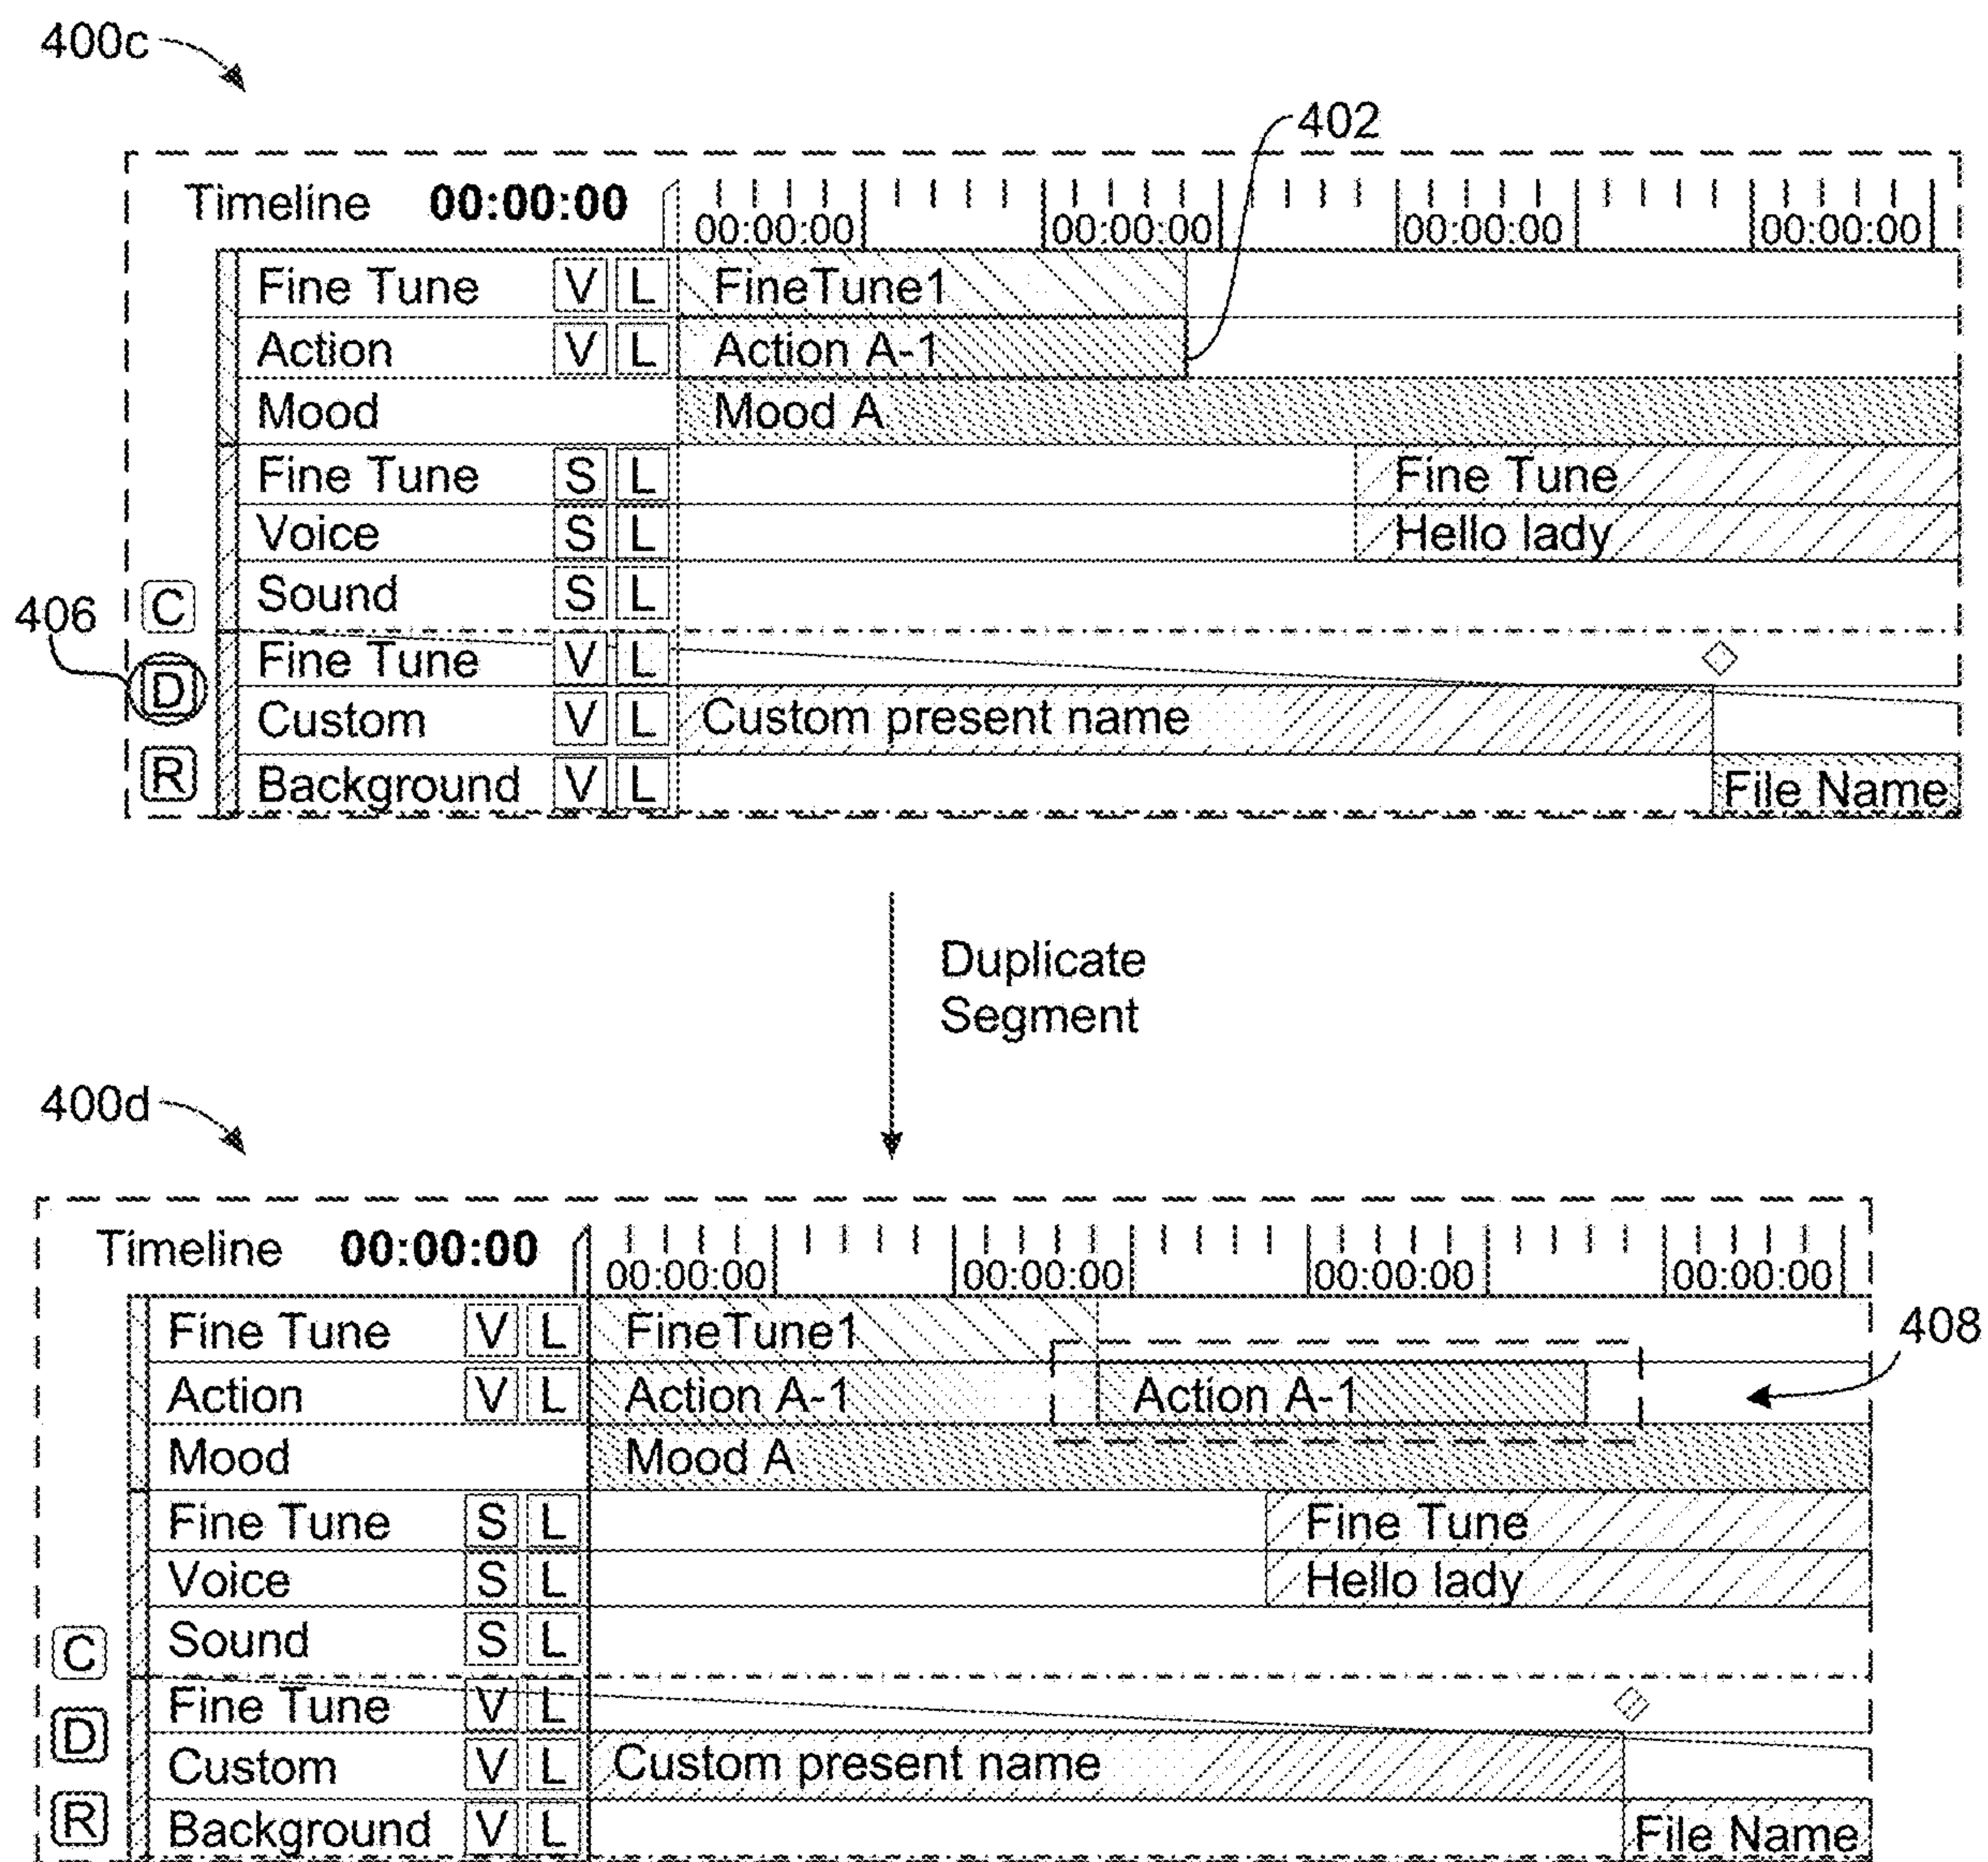 400c
402
Timeline 00:00:00
00:00:00 00:00:00 00:00:00 00:00:00
Fine Tune V L FineTune1
Action V L Action A-1
Mood Mood A
Fine Tune S L Fine Tune
Voice S L Hello lady
C Sound S L
406
Fine Tune V L
D
Custom V L Custom present name
R Background V L File Name
Duplicate
Segment
400d
Timeline 00:00:00
00:00:00 00:00:00 00:00:00 00:00:00
Fine Tune V L FineTune1
408
Action V L Action A-1 Action A-1
Mood Mood A
Fine Tune S L Fine Tune
Voice S L Hello lady
C Sound S L
Fine Tune V L
D
Custom V L Custom present name
R Background V L File Name